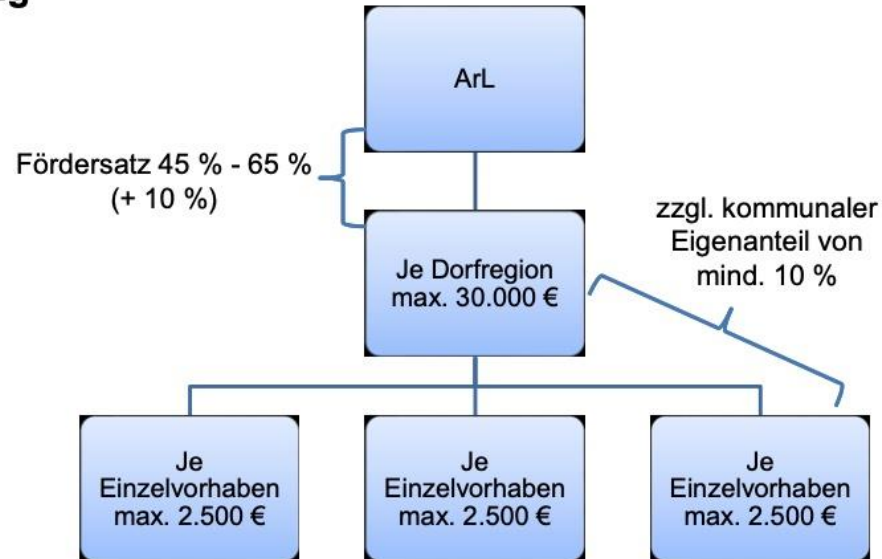 ArL
Fördersatz 45 % - 65 %
(+ 10 %)
zzgl. kommunaler
Eigenanteil von
mind. 10 %
Je Dorfregion
max. 30.000 €
Je
Einzelvorhaben
max. 2.500 €
Je
Einzelvorhaben
max. 2.500 €
Je
Einzelvorhaben
max. 2.500 €